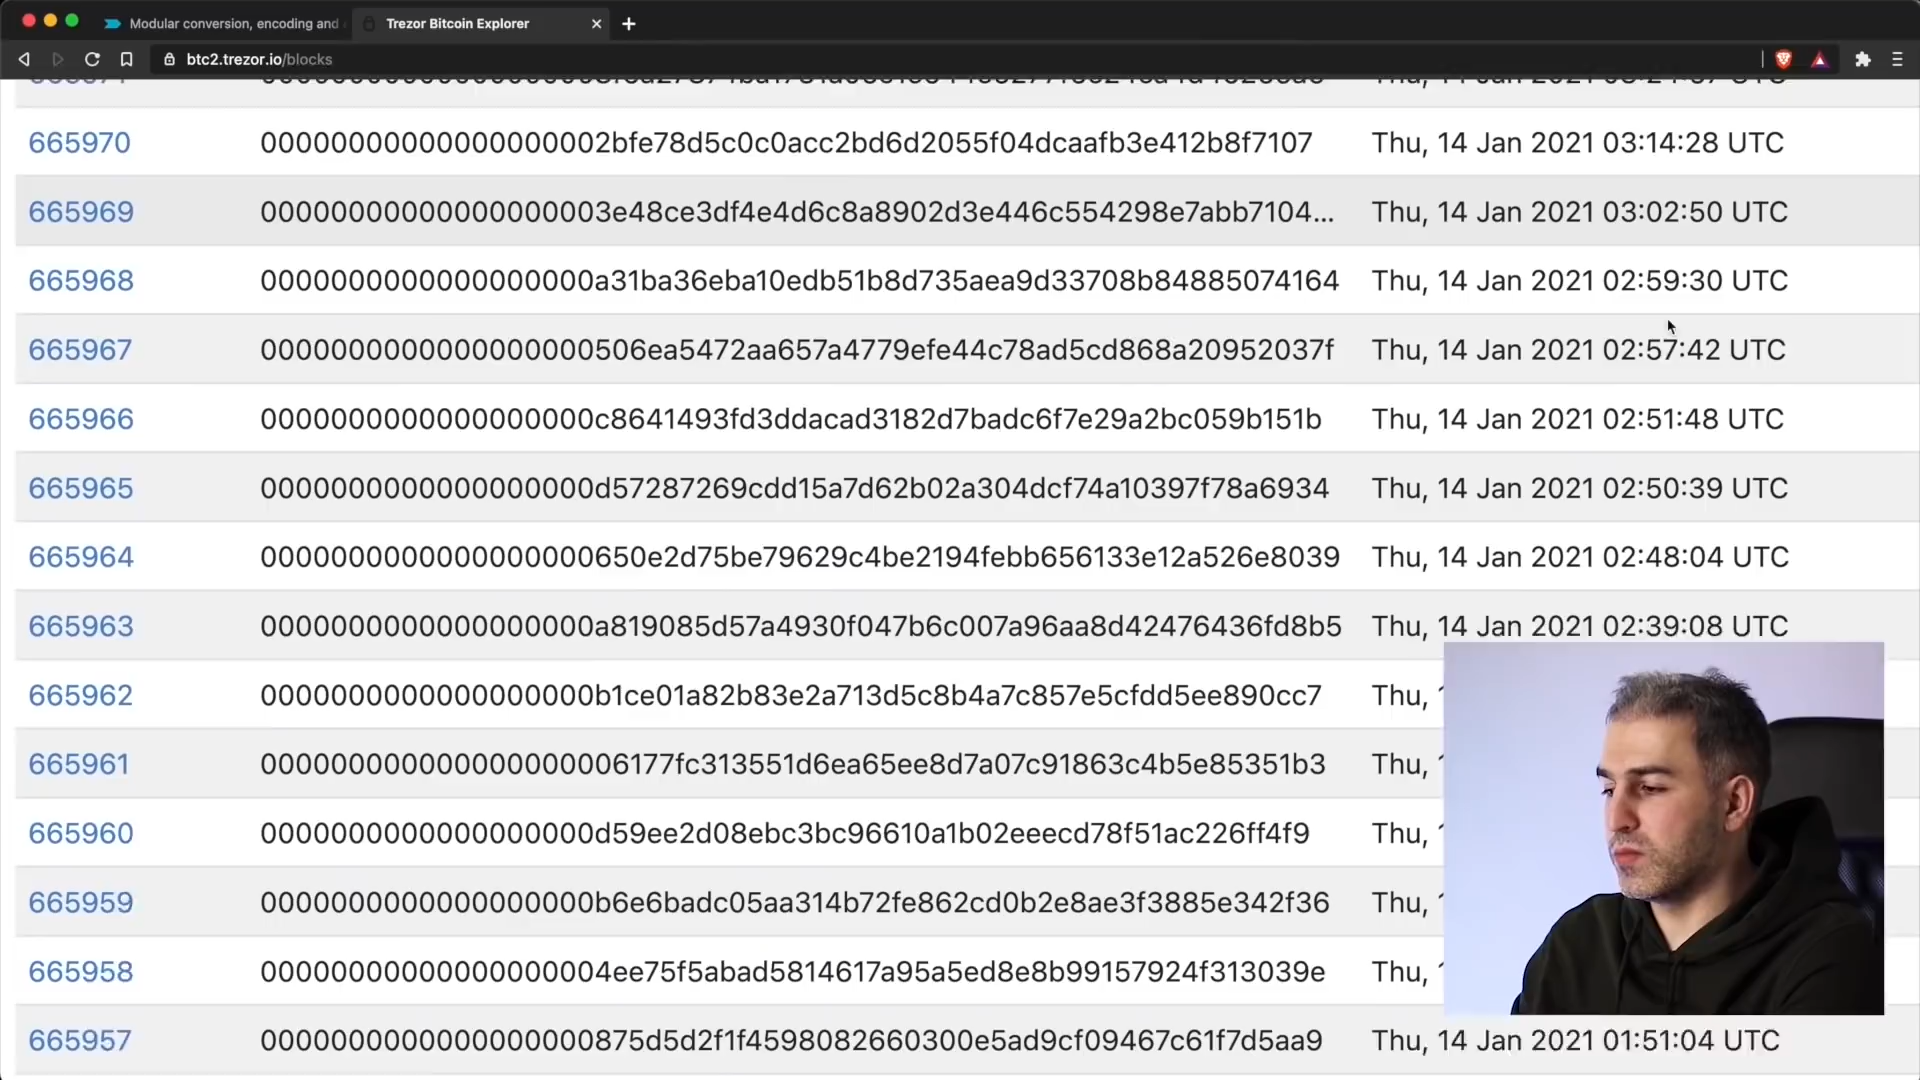 Modular conversion, encoding and
Trezor Bitcoin Explorer
btc2.trezor.io/blocks
665970 00000000000000000002bfe78d5c0c0acc2bd6d2055f04dcaafb3e412b8f7107 Thu, 14 Jan 2021 03:14:28 UTC
665969 00000000000000000003e48ce3df4e4d6c8a8902d3e446c554298e7abb7104... Thu, 14 Jan 2021 03:02:50 UTC
665968 0000000000000000000a31ba36eba10edb51b8d735aea9d33708b84885074164 Thu, 14 Jan 2021 02:59:30 UTC
665967 0000000000000000000506ea5472aa657a4779efe44c78ad5cd868a20952037f Thu, 14 Jan 2021 02:57:42 UTC
665966 0000000000000000000c8641493fd3ddacad3182d7badc6f7e29a2bc059b151b Thu, 14 Jan 2021 02:51:48 UTC
665965 0000000000000000000d57287269cdd15a7d62b02a304dcf74a10397f78a6934 Thu, 14 Jan 2021 02:50:39 UTC
665964 0000000000000000000650e2d75be79629c4be2194febb656133e12a526e8039 Thu, 14 Jan 2021 02:48:04 UTC
665963 0000000000000000000a819085d57a4930f047b6c007a96aa8d42476436fd8b5 Thu, 14 Jan 2021 02:39:08 UTC
665962 0000000000000000000b1ce01a82b83e2a713d5c8b4a7c857e5cfdd5ee890cc7 Thu,
665961 00000000000000000006177fc313551d6ea65ee8d7a07c91863c4b5e85351b3 Thu,
665960 0000000000000000000d59ee2d08ebc3bc96610a1b02eeecd78f51ac226ff4f9 Thu,
665959 0000000000000000000b6e6badc05aa314b72fe862cd0b2e8ae3f3885e342f36 Thu,
665958 00000000000000000004ee75f5abad5814617a95a5ed8e8b99157924f313039e Thu,
665957 0000000000000000000875d5d2f1f4598082660300e5ad9cf09467c61f7d5aa9 Thu, 14 Jan 2021 01:51:04 UTC